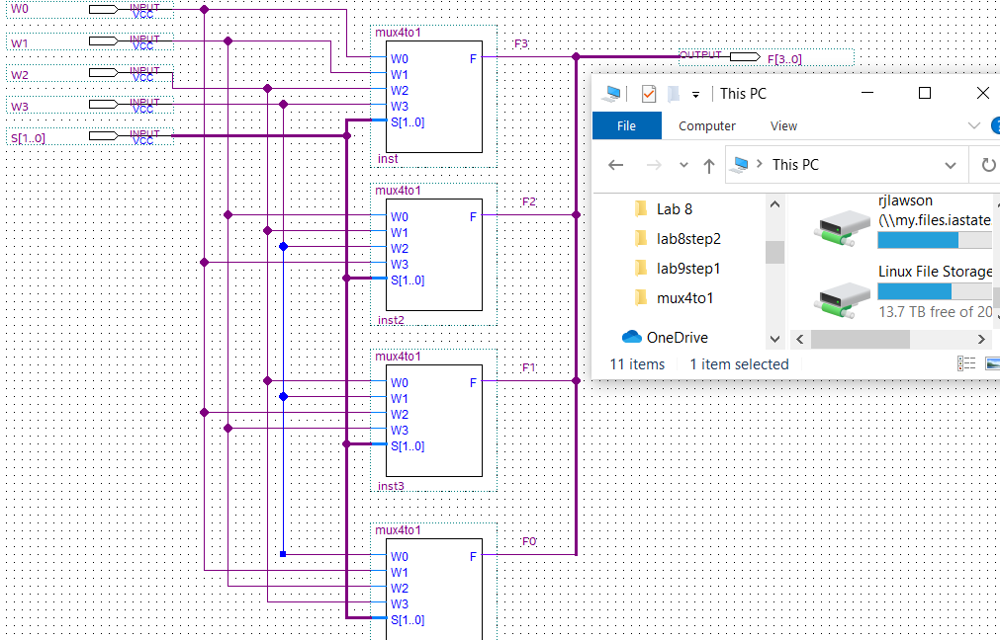 W0
INPUT
VCC
W1
INPUT
VCC
W2
INPUT
VCC
W3
INPUT
VCC
S[1..0]
INPUT
VCC
mux4to1
W0
W1
W2
W3
S[1..0]
F
inst
F3
OUTPUT
F[3..0]
mux4to1
W0
W1
W2
W3
S[1..0]
F
inst2
F2
mux4to1
W0
W1
W2
W3
S[1..0]
F
inst3
F1
mux4to1
W0
W1
W2
W3
S[1..0]
F
F0
This PC
File Computer View
This PC
Lab 8
lab8step2
lab9step1
mux4to1
OneDrive
rjlawson
(\\my.files.iastate
Linux File Storage
13.7 TB free of 20
11 items 1 item selected